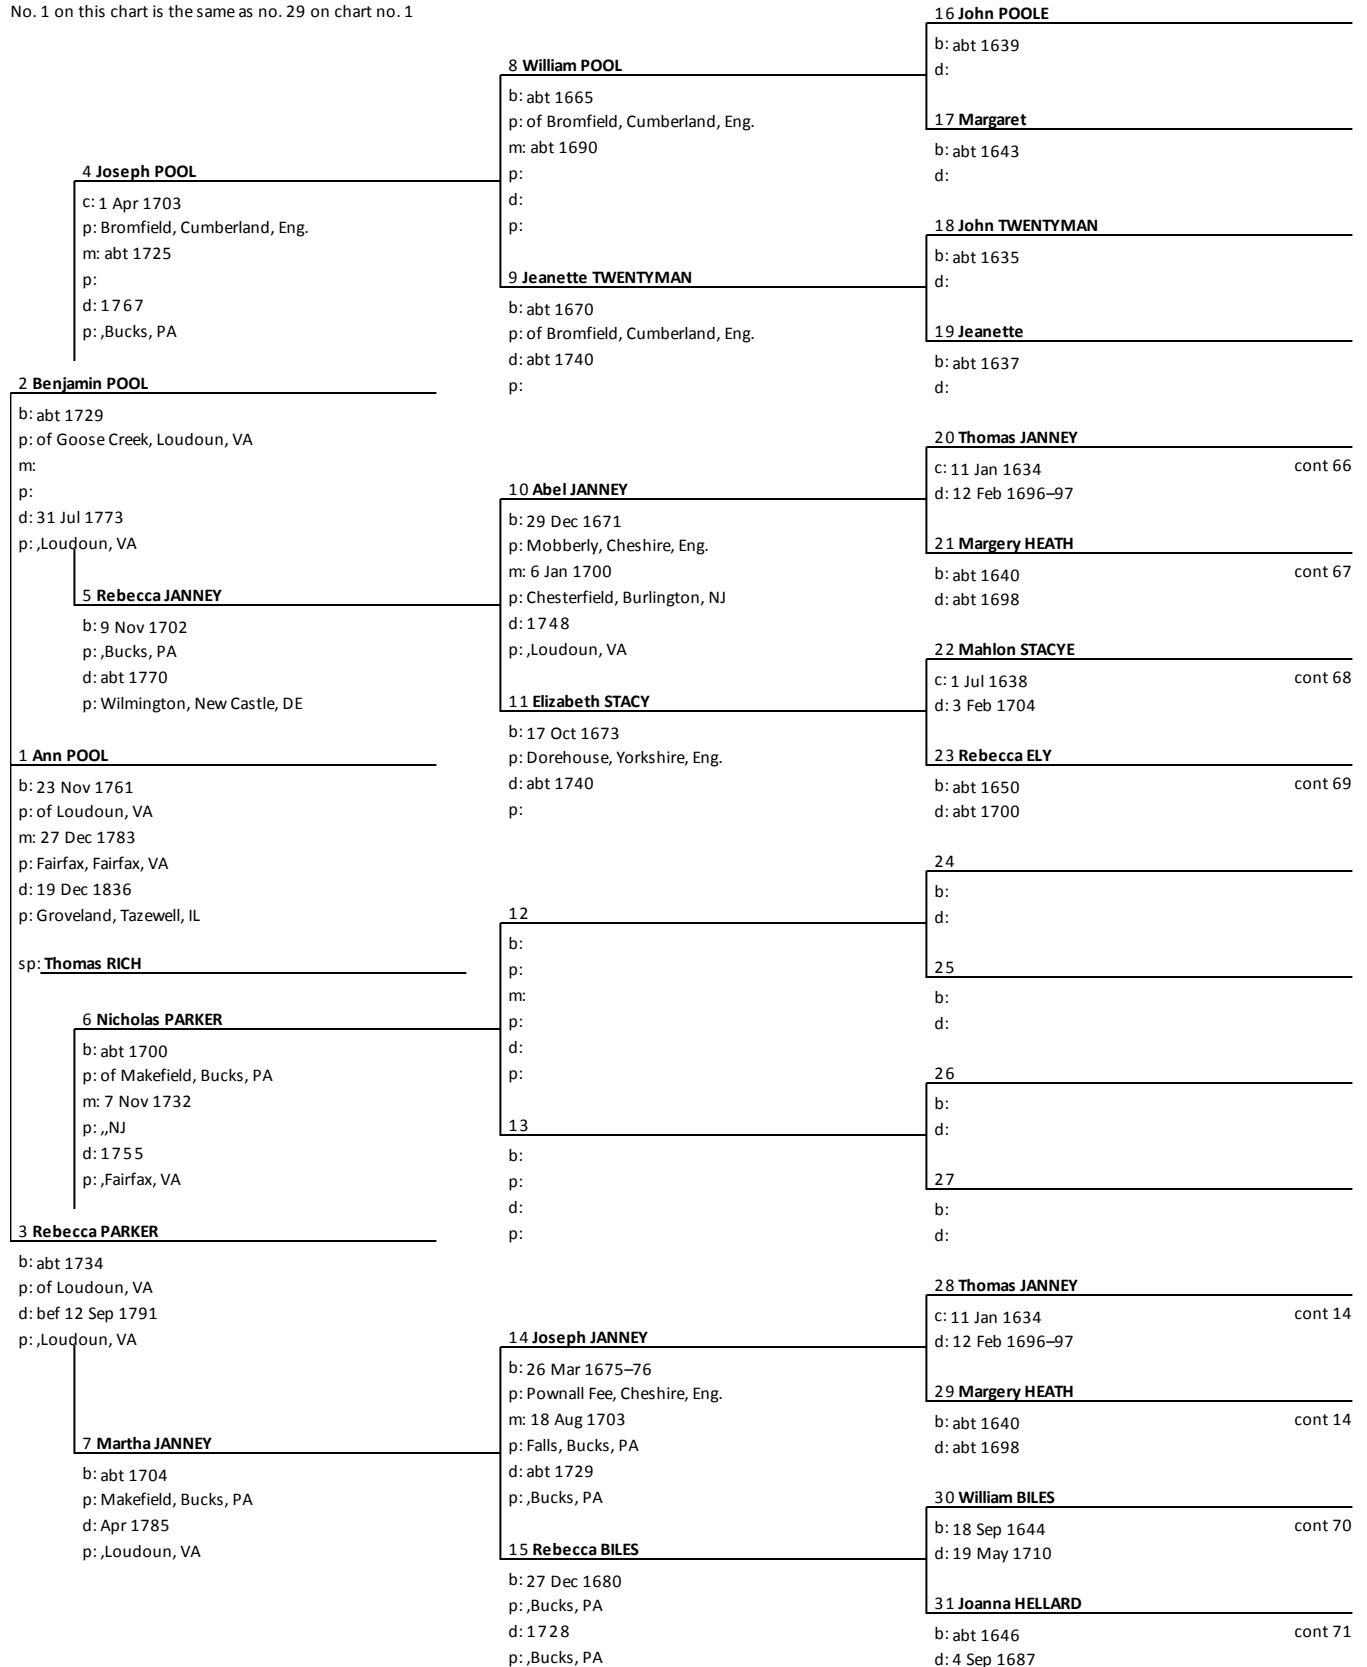 No. 1 on this chart is the same as no. 29 on chart no. 1
16 John POOLE
b: abt 1639
d:
8 William POOL
b: abt 1665
p: of Bromfield, Cumberland, Eng.
m: abt 1690
p:
d:
p:
17 Margaret
b: abt 1643
d:
4 Joseph POOL
c: 1 Apr 1703
p: Bromfield, Cumberland, Eng.
m: abt 1725
p:
d: 1767
p: ,Bucks, PA
18 John TWENTYMAN
b: abt 1635
d:
9 Jeanette TWENTYMAN
b: abt 1670
p: of Bromfield, Cumberland, Eng.
d: abt 1740
p:
19 Jeanette
b: abt 1637
d:
2 Benjamin POOL
b: abt 1729
p: of Goose Creek, Loudoun, VA
m:
p:
d: 31 Jul 1773
p: ,Loudoun, VA
20 Thomas JANNEY
c: 11 Jan 1634 cont 66
d: 12 Feb 1696–97
10 Abel JANNEY
b: 29 Dec 1671
p: Mobberly, Cheshire, Eng.
m: 6 Jan 1700
p: Chesterfield, Burlington, NJ
d: 1748
p: ,Loudoun, VA
21 Margery HEATH
b: abt 1640 cont 67
d: abt 1698
5 Rebecca JANNEY
b: 9 Nov 1702
p: ,Bucks, PA
d: abt 1770
p: Wilmington, New Castle, DE
22 Mahlon STACYE
c: 1 Jul 1638 cont 68
d: 3 Feb 1704
11 Elizabeth STACY
b: 17 Oct 1673
p: Dorehouse, Yorkshire, Eng.
d: abt 1740
p:
23 Rebecca ELY
b: abt 1650 cont 69
d: abt 1700
1 Ann POOL
b: 23 Nov 1761
p: of Loudoun, VA
m: 27 Dec 1783
p: Fairfax, Fairfax, VA
d: 19 Dec 1836
p: Groveland, Tazewell, IL
sp: Thomas RICH
24
b:
d:
12
b:
p:
m:
p:
d:
p:
25
b:
d:
6 Nicholas PARKER
b: abt 1700
p: of Makefield, Bucks, PA
m: 7 Nov 1732
p: ,,NJ
d: 1755
p: ,Fairfax, VA
26
b:
d:
13
b:
p:
d:
p:
27
b:
d:
3 Rebecca PARKER
b: abt 1734
p: of Loudoun, VA
d: bef 12 Sep 1791
p: ,Loudoun, VA
28 Thomas JANNEY
c: 11 Jan 1634 cont 14
d: 12 Feb 1696–97
14 Joseph JANNEY
b: 26 Mar 1675–76
p: Pownall Fee, Cheshire, Eng.
m: 18 Aug 1703
p: Falls, Bucks, PA
d: abt 1729
p: ,Bucks, PA
29 Margery HEATH
b: abt 1640 cont 14
d: abt 1698
7 Martha JANNEY
b: abt 1704
p: Makefield, Bucks, PA
d: Apr 1785
p: ,Loudoun, VA
30 William BILES
b: 18 Sep 1644 cont 70
d: 19 May 1710
15 Rebecca BILES
b: 27 Dec 1680
p: ,Bucks, PA
d: 1728
p: ,Bucks, PA
31 Joanna HELLARD
b: abt 1646 cont 71
d: 4 Sep 1687